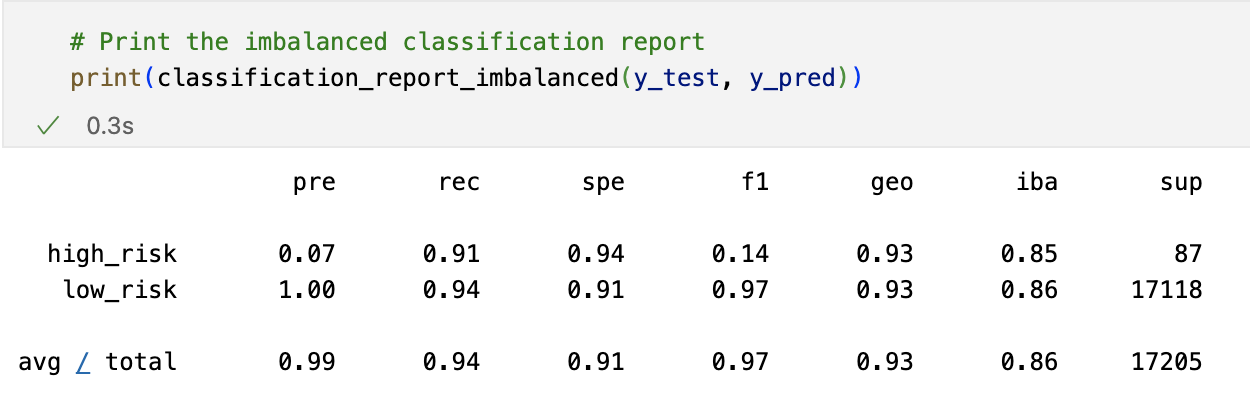 # Print the imbalanced classification report
print(classification_report_imbalanced(y_test, y_pred))
✓ 0.3s
pre rec spe f1 geo iba sup
high_risk 0.07 0.91 0.94 0.14 0.93 0.85 87
low_risk 1.00 0.94 0.91 0.97 0.93 0.86 17118
avg / total 0.99 0.94 0.91 0.97 0.93 0.86 17205